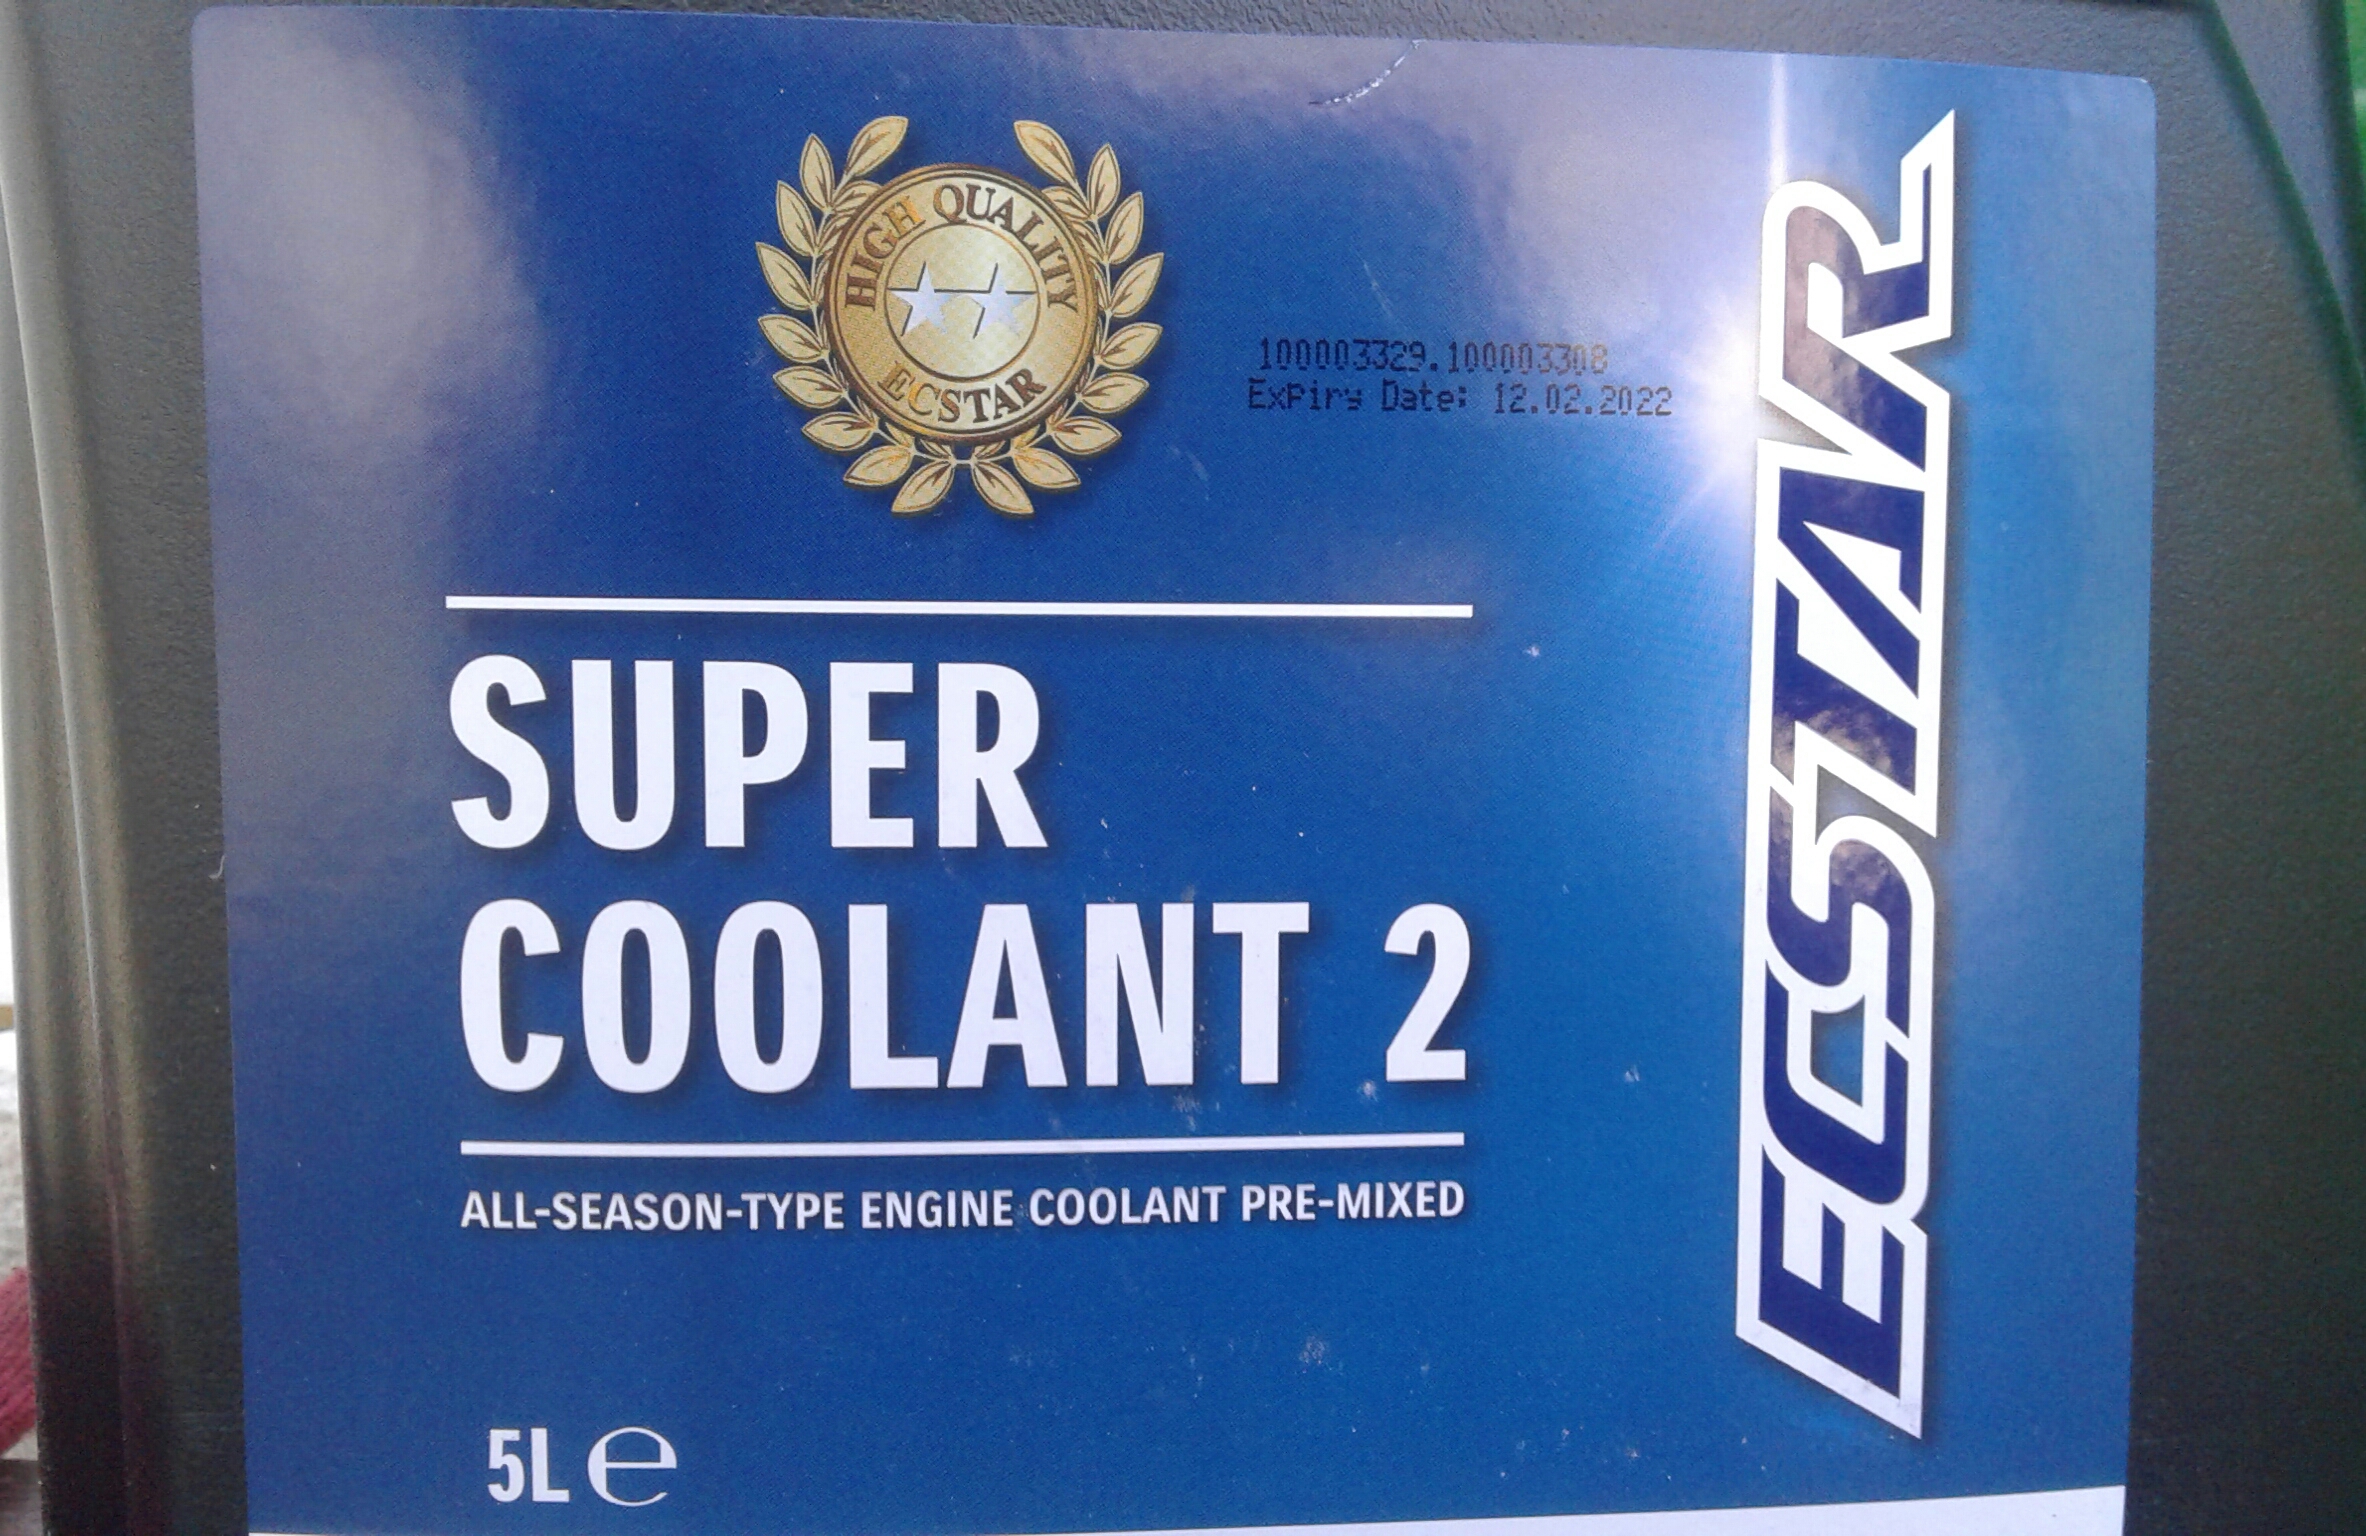 HIGH QUALITY
ECSTAR
100003329.100003308
Expiry Date: 12.02.2022
SUPER
COOLANT 2
ALL-SEASON-TYPE ENGINE COOLANT PRE-MIXED
5L e
ECSTAR